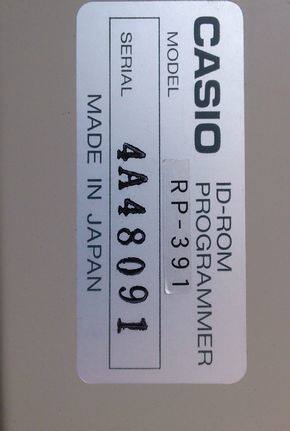 CASIO
ID-ROM
PROGRAMMER
MODEL RP-391
SERIAL 4A48091
MADE IN JAPAN